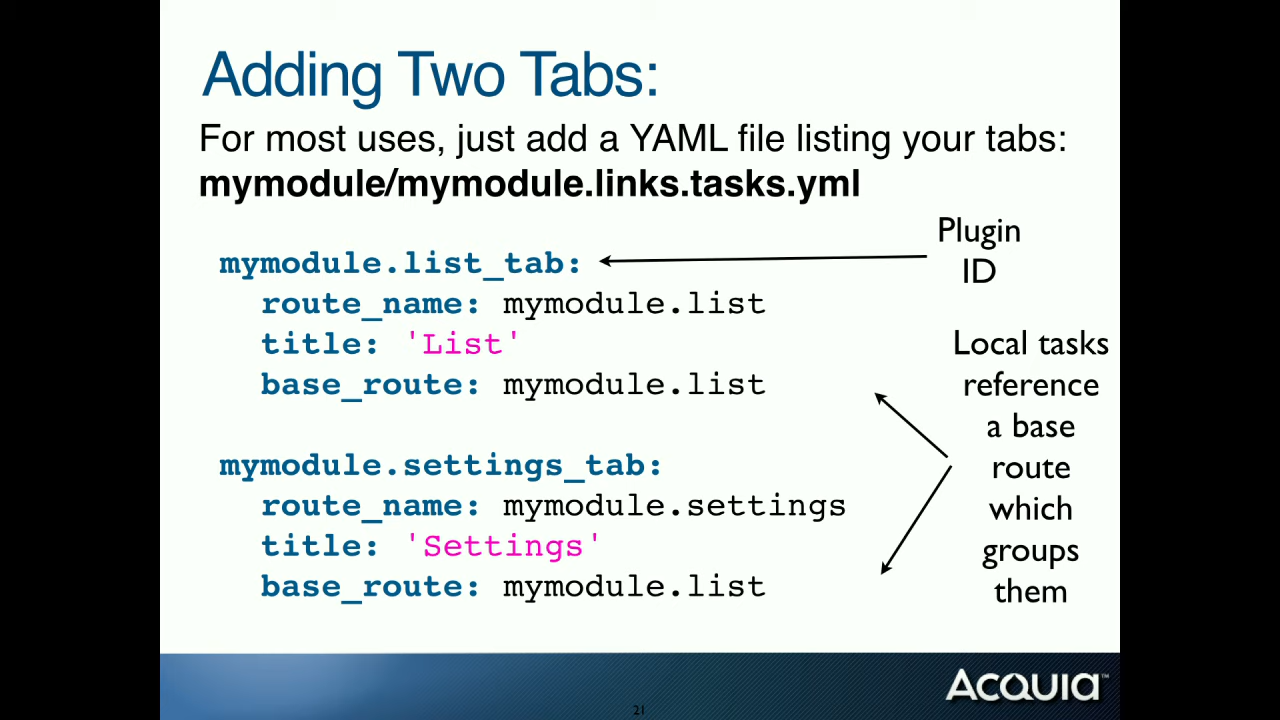 Adding Two Tabs:
For most uses, just add a YAML file listing your tabs:
mymodule/mymodule.links.tasks.yml
Plugin
ID
mymodule.list_tab:
route_name: mymodule.list
title: 'List'
base_route: mymodule.list
mymodule.settings_tab:
route_name: mymodule.settings
title: 'Settings'
base_route: mymodule.list
Local tasks
reference
a base
route
which
groups
them
ACQUIA™
21